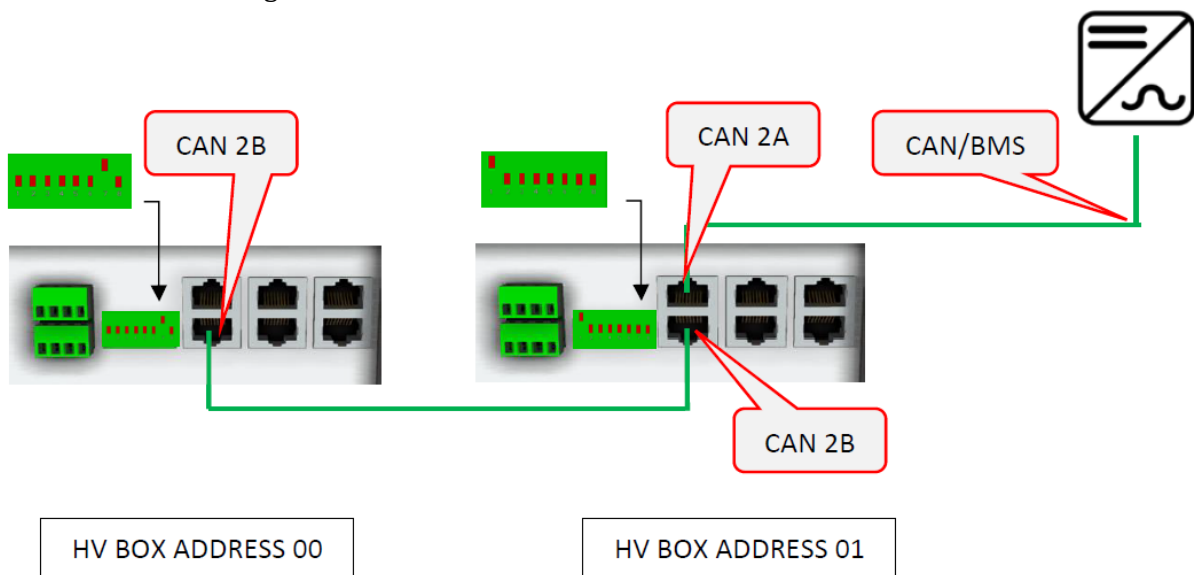 CAN 2B
CAN 2A
CAN/BMS
CAN 2B
HV BOX ADDRESS 00
HV BOX ADDRESS 01